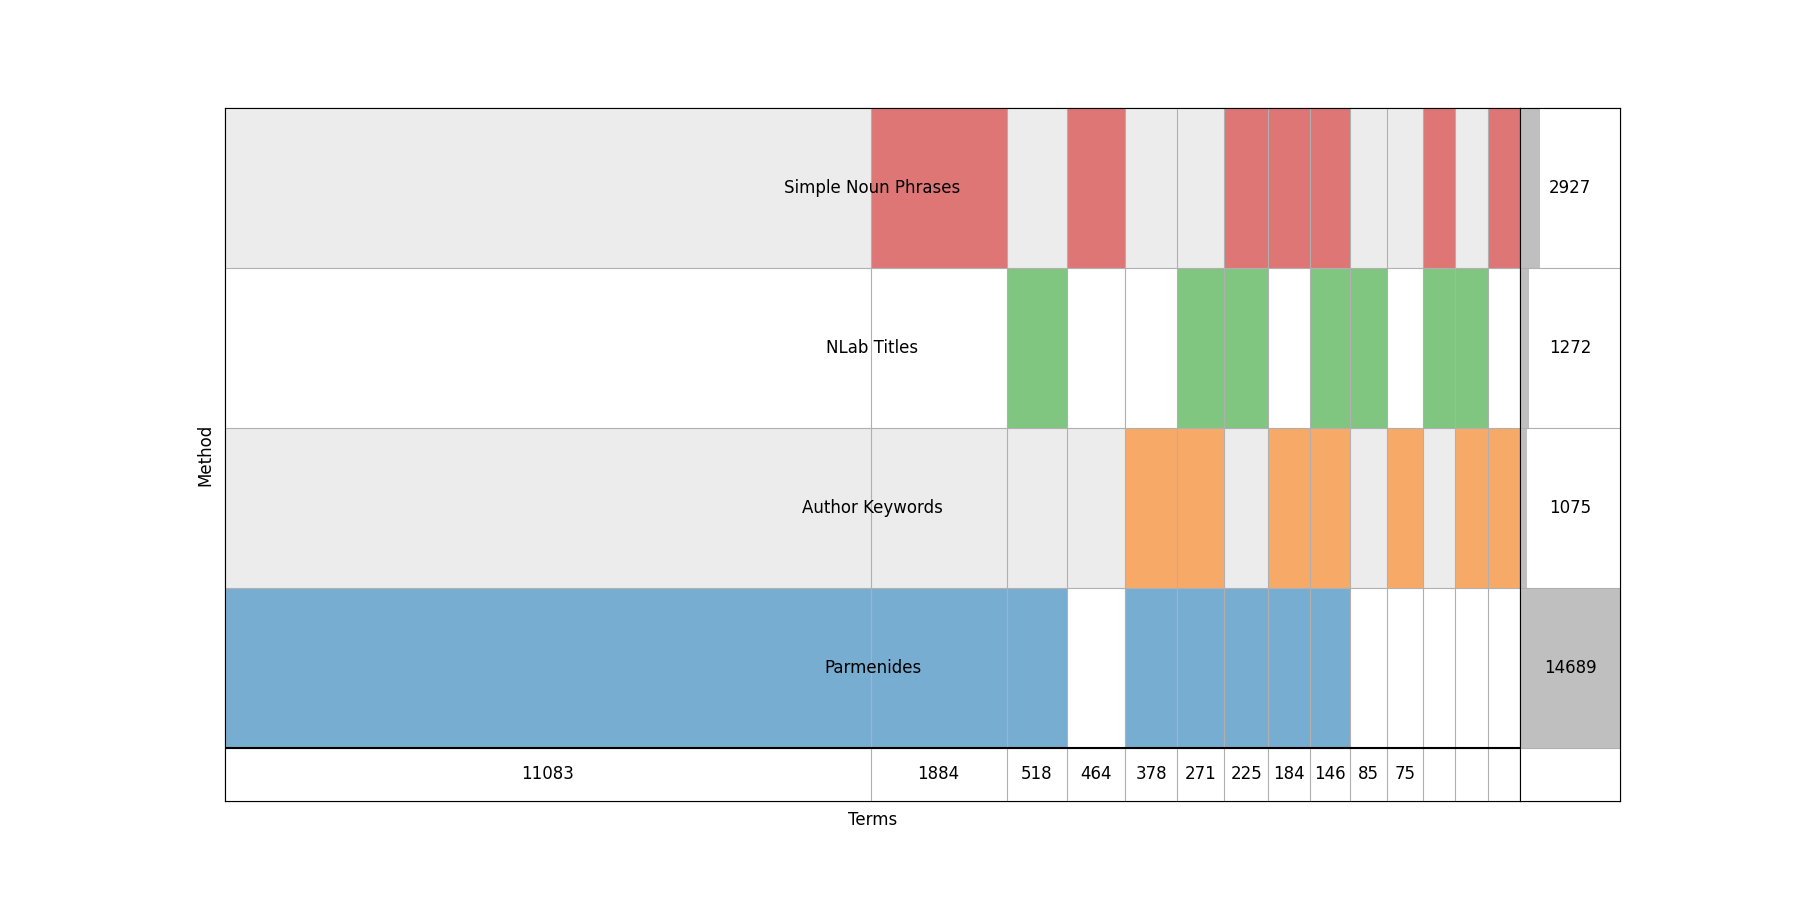 Simple Noun Phrases
2927
NLab Titles
1272
Method
Author Keywords
1075
Parmenides
14689
11083 1884 518 464 378 271 225 184 146 85 75
Terms